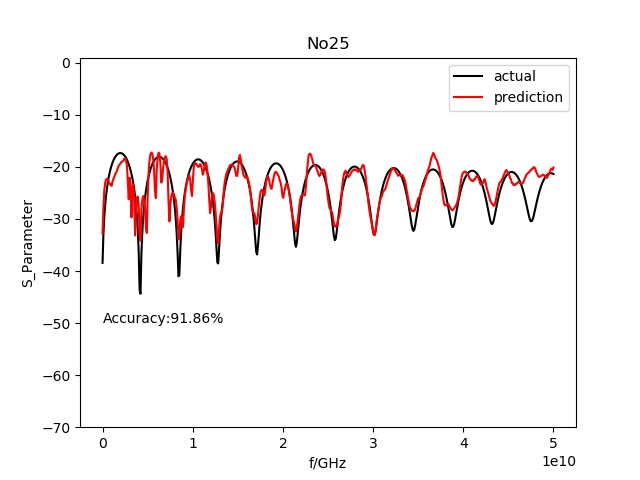 No25
actual
prediction
0
−10
−20
−30
−40
−50
−60
−70
S_Parameter
Accuracy:91.86%
0 1 2 3 4 5
1e10
f/GHz